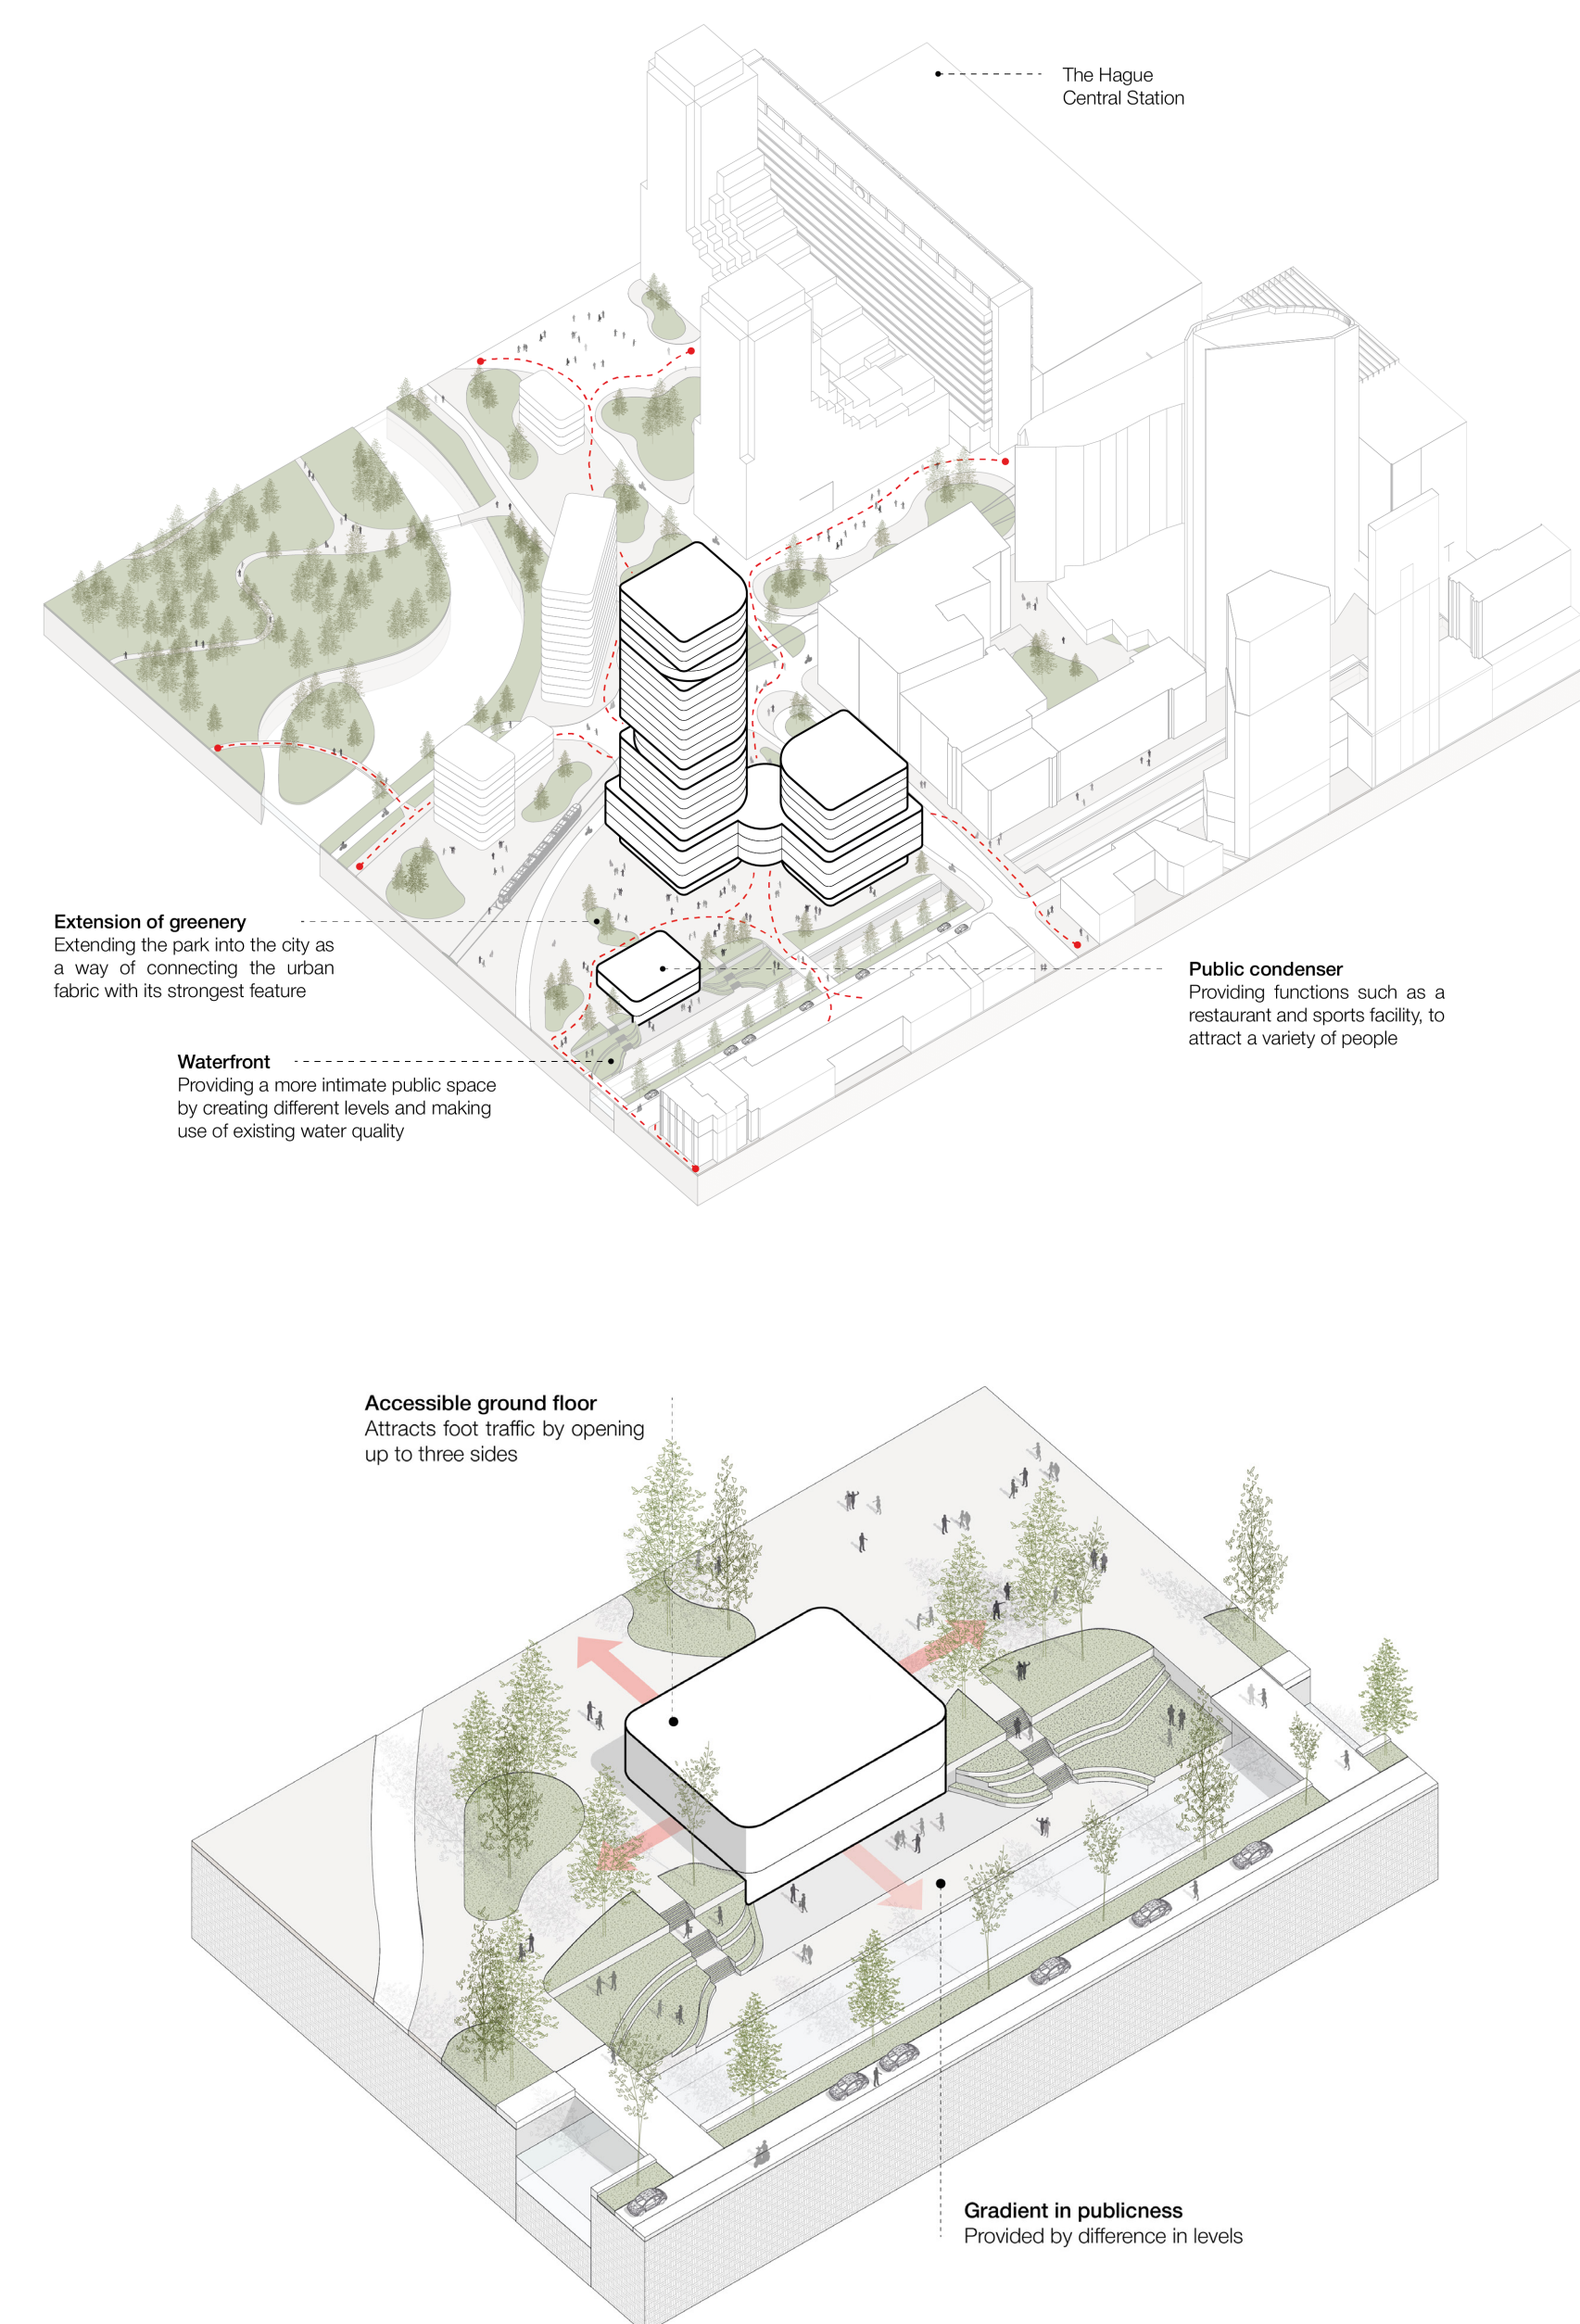 The Hague
Central Station
Extension of greenery
Extending the park into the city as
a way of connecting the urban
fabric with its strongest feature
Public condenser
Providing functions such as a
restaurant and sports facility, to
attract a variety of people
Waterfront
Providing a more intimate public space
by creating different levels and making
use of existing water quality
Accessible ground floor
Attracts foot traffic by opening
up to three sides
Gradient in publicness
Provided by difference in levels